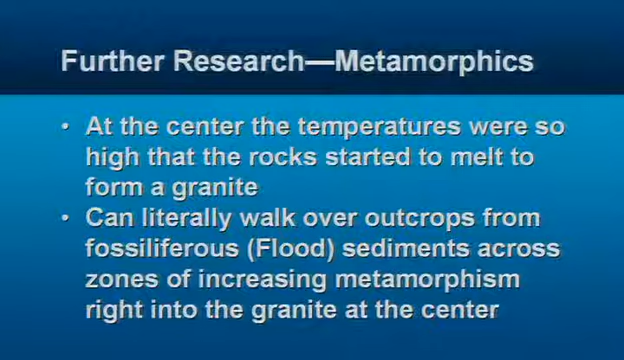 Further Research—Metamorphics
• At the center the temperatures were so
high that the rocks started to melt to
form a granite
• Can literally walk over outcrops from
fossiliferous (Flood) sediments across
zones of increasing metamorphism
right into the granite at the center